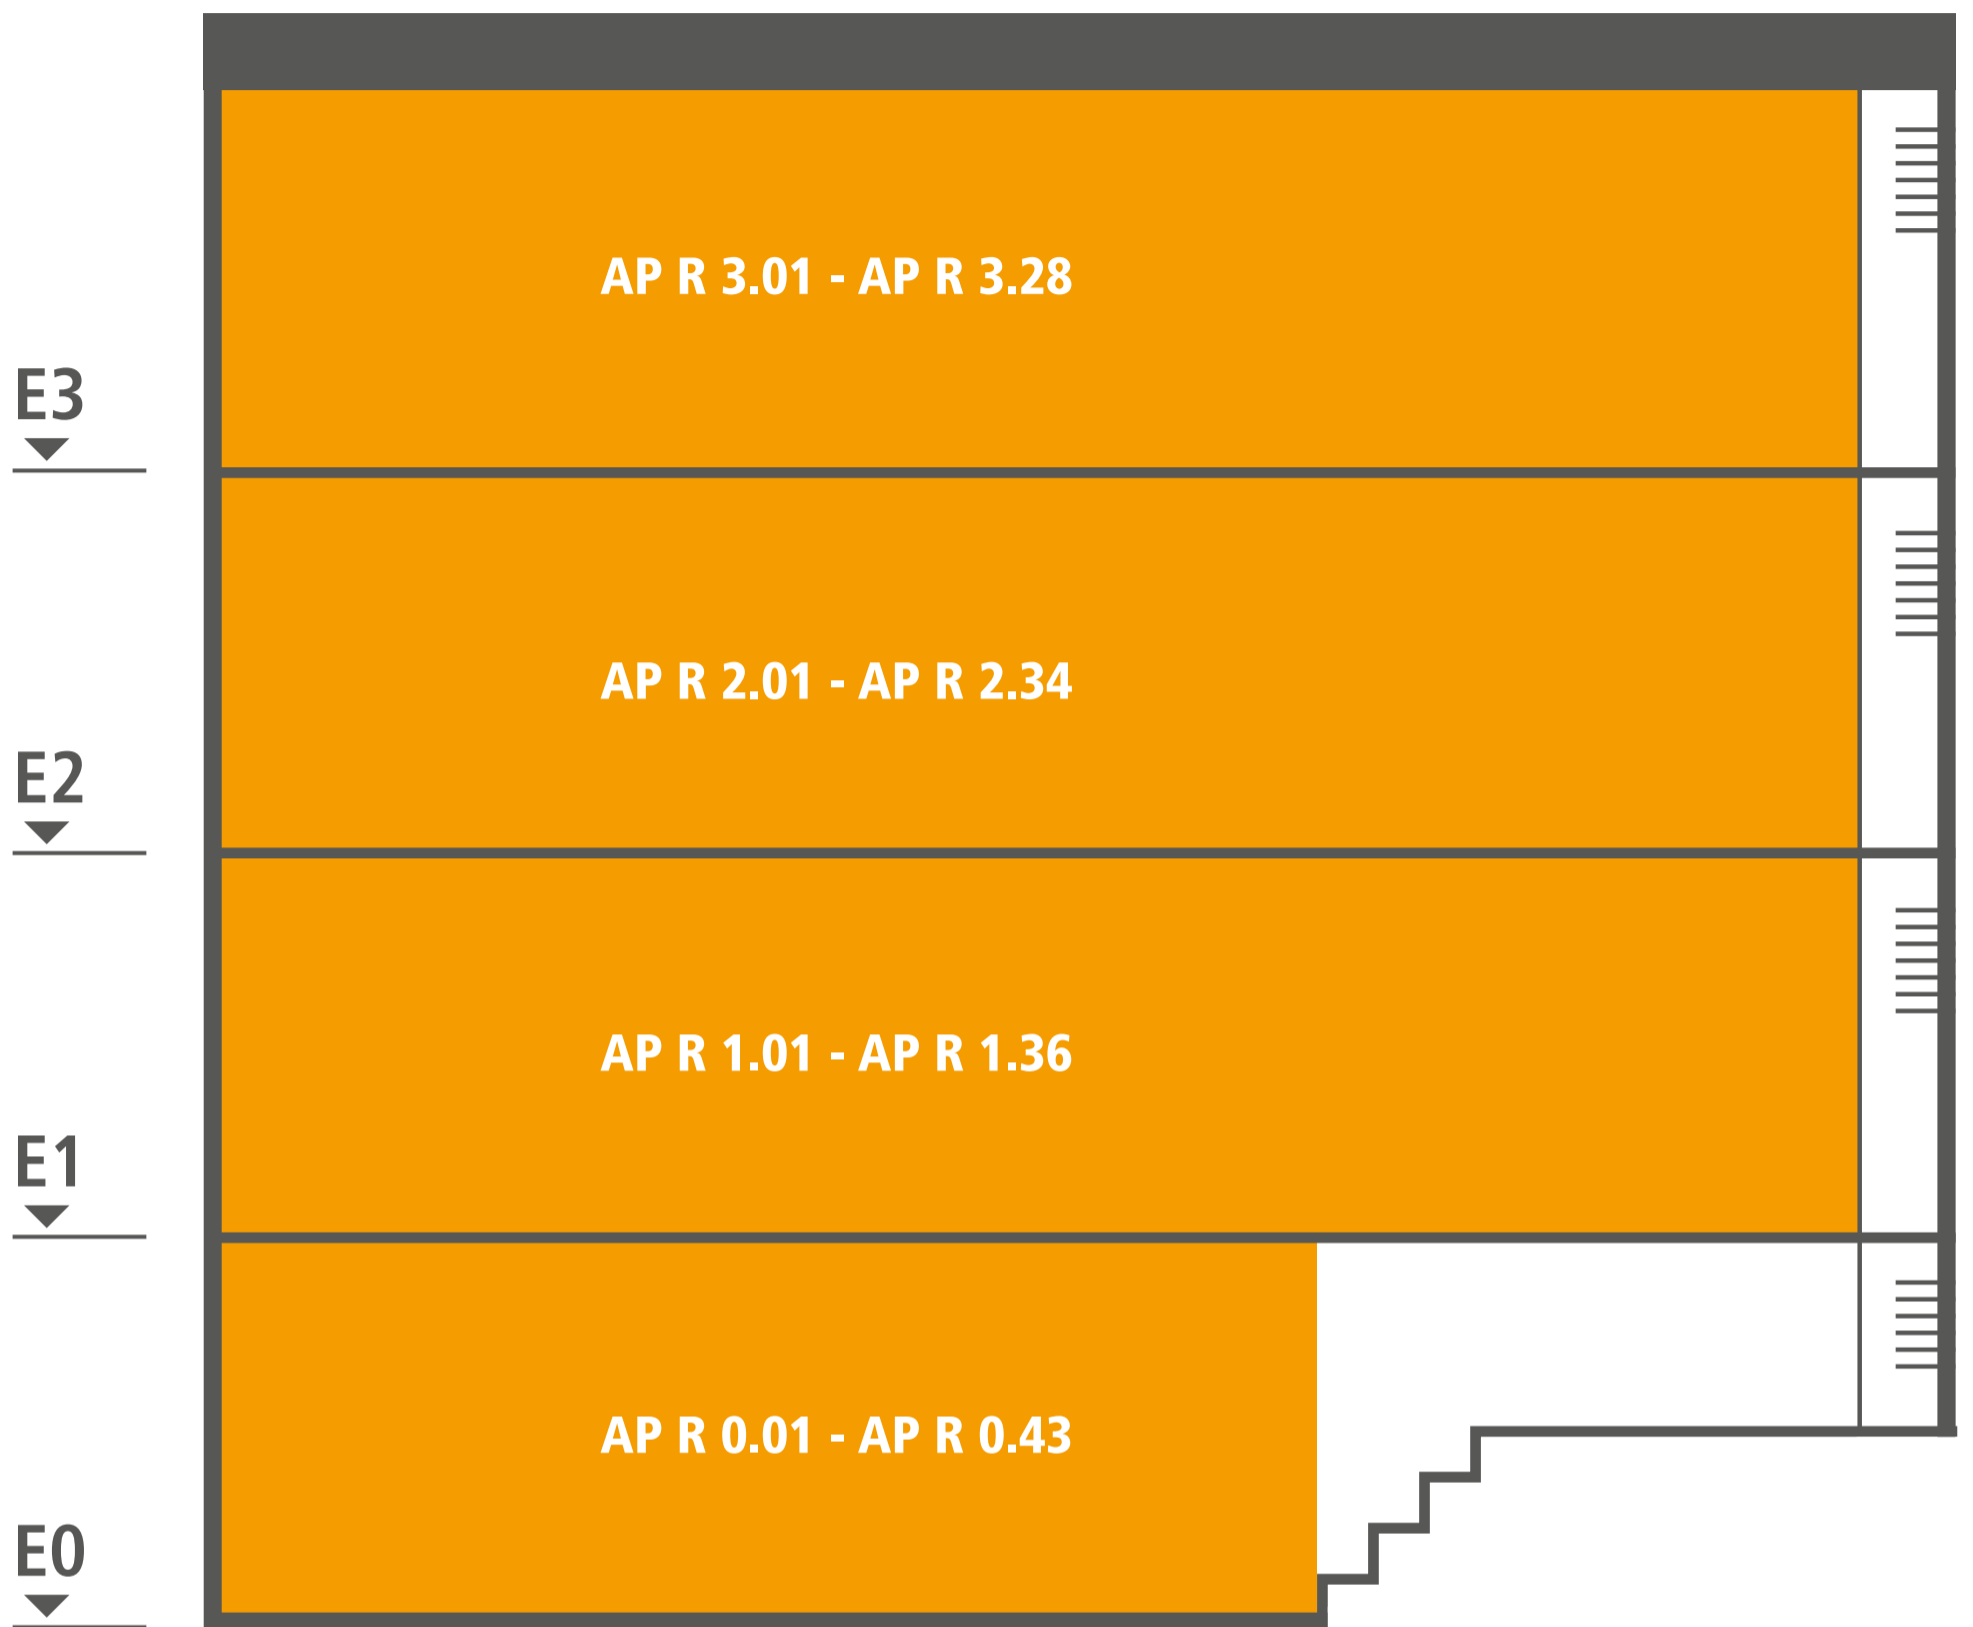 AP R 3.01 - AP R 3.28
E3
AP R 2.01 - AP R 2.34
E2
AP R 1.01 - AP R 1.36
E1
AP R 0.01 - AP R 0.43
E0